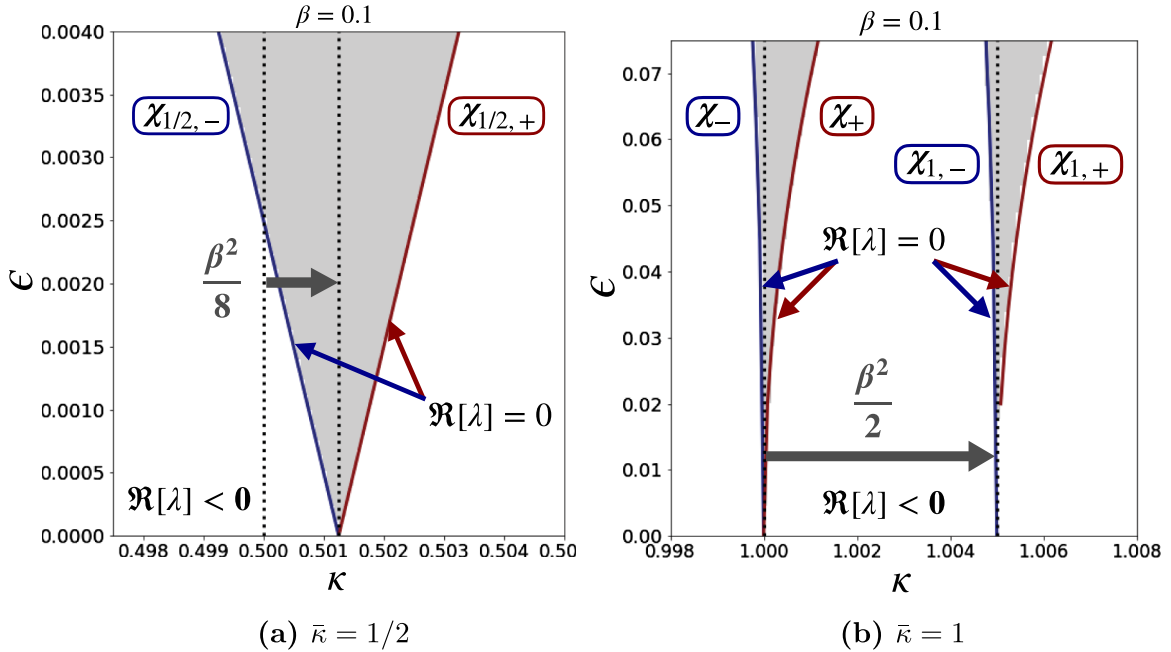 β = 0.1
0.0040
0.0035
0.0030
0.0025
0.0020
0.0015
0.0010
0.0005
0.0000
ϵ
χ1/2, −
χ1/2, +
β²/8
ℜ[λ] = 0
ℜ[λ] < 0
0.498 0.499 0.500 0.501 0.502 0.503 0.504 0.50
κ
(a) κ̄ = 1/2
β = 0.1
0.07
0.06
0.05
0.04
0.03
0.02
0.01
0.00
ϵ
χ−
χ+
χ1, −
χ1, +
ℜ[λ] = 0
β²/2
ℜ[λ] < 0
0.998 1.000 1.002 1.004 1.006 1.008
κ
(b) κ̄ = 1